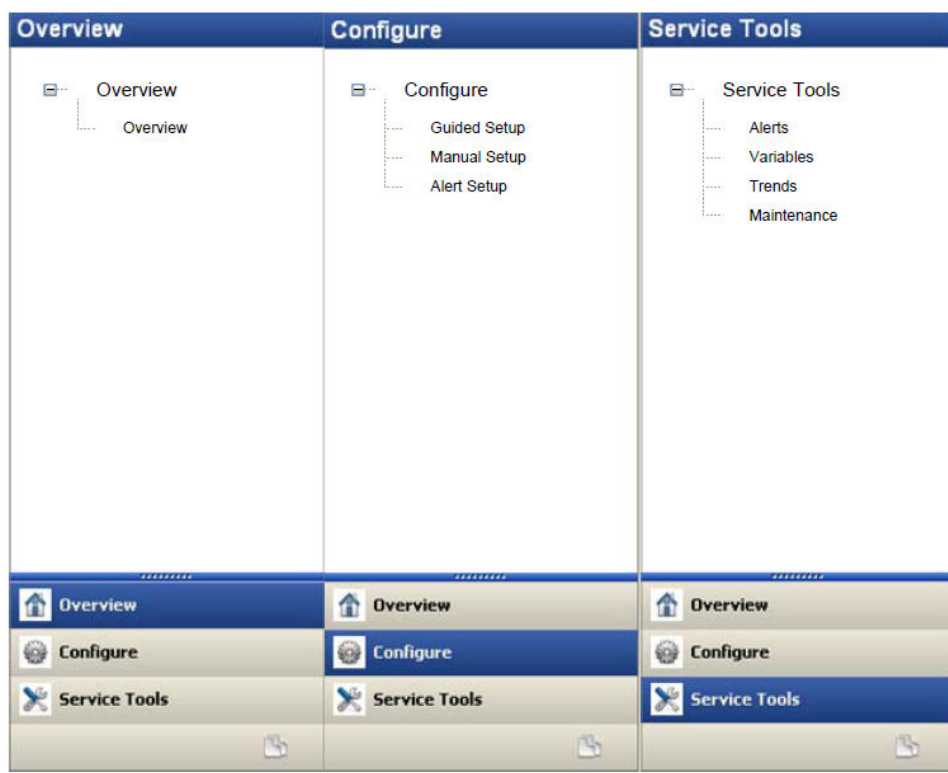 Overview
Overview
Overview
Overview
Configure
Service Tools
Configure
Configure
Guided Setup
Manual Setup
Alert Setup
Overview
Configure
Service Tools
Service Tools
Service Tools
Alerts
Variables
Trends
Maintenance
Overview
Configure
Service Tools